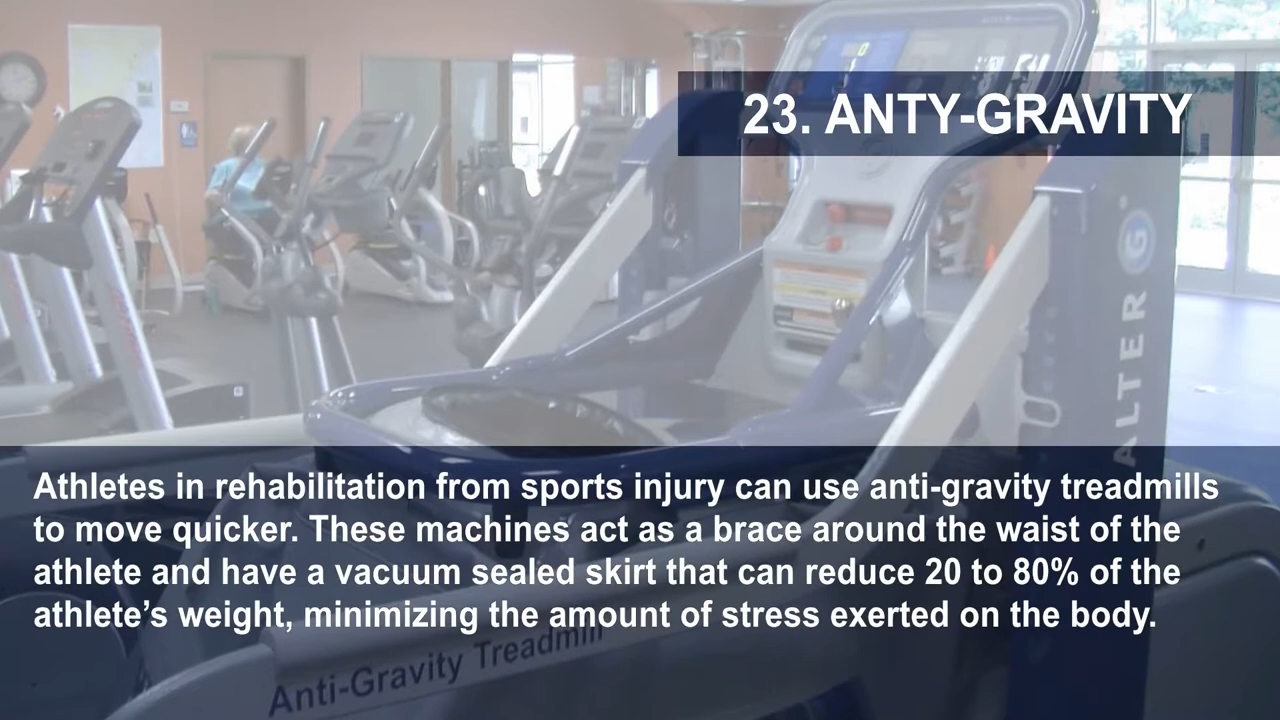 23. ANTY-GRAVITY
ALTER G
Athletes in rehabilitation from sports injury can use anti-gravity treadmills
to move quicker. These machines act as a brace around the waist of the
athlete and have a vacuum sealed skirt that can reduce 20 to 80% of the
athlete’s weight, minimizing the amount of stress exerted on the body.
Anti-Gravity Treadmill